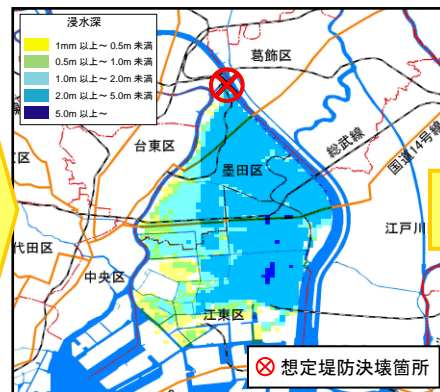 浸水深
1mm 以上～ 0.5m 未満
0.5m 以上～ 1.0m 未満
1.0m 以上～ 2.0m 未満
2.0m 以上～ 5.0m 未満
5.0m 以上～
葛飾区
台東区
総武線
国道14号線
墨田区
区
江戸川
代田区
中央区
江東区
想定堤防決壊箇所